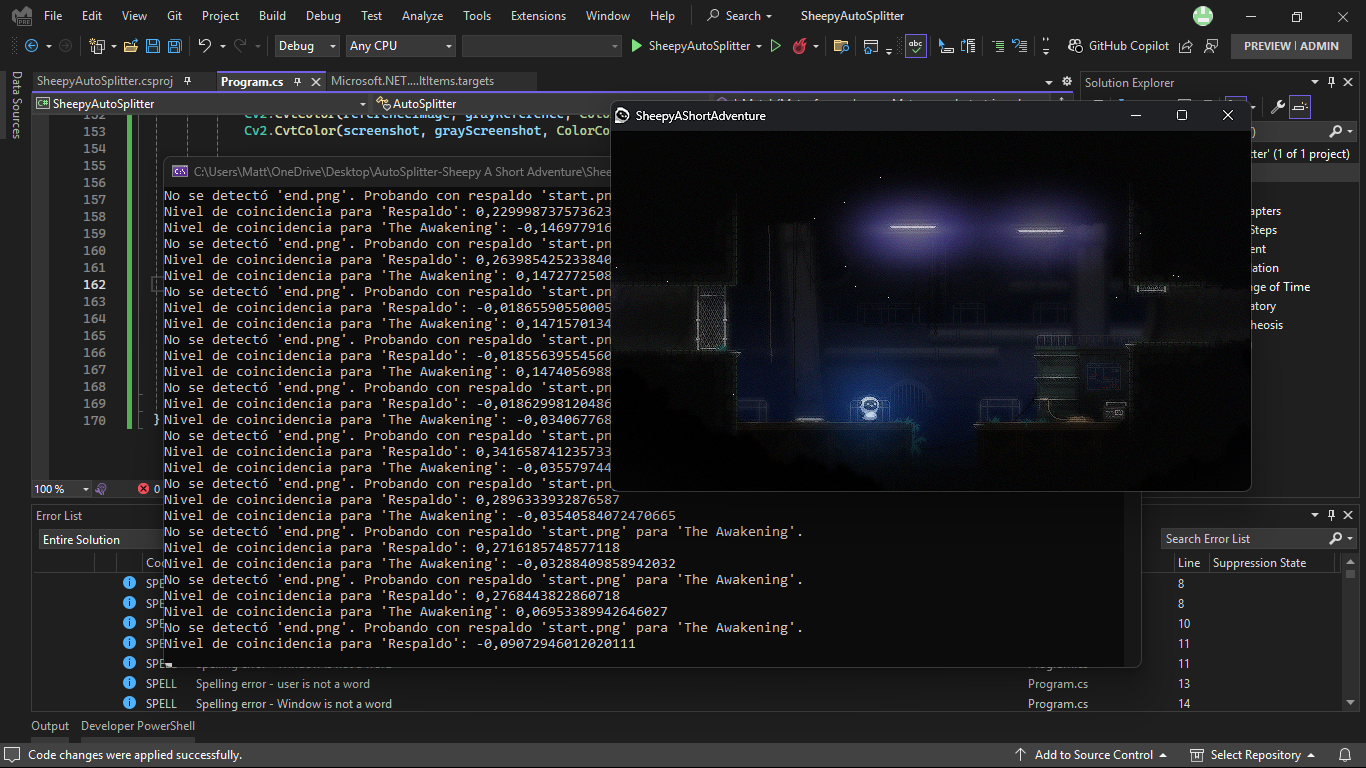 File Edit View Git Project Build Debug Test Analyze Tools Extensions Window Help Search SheepyAutoSplitter
Debug Any CPU SheepyAutoSplitter GitHub Copilot PREVIEW | ADMIN
Data Sources
SheepyAutoSplitter.csproj Program.cs Microsoft.NET....ltItems.targets
Solution Explorer
SheepyAutoSplitter AutoSplitter
SheepyAShortAdventure
153 Cv2.CvtColor(screenshot, grayScreenshot, ColorCo
154
155
156
157
158
159
160
161
162
163
164
165
166
167
168
169
170 }
tter' (1 of 1 project)
apters
Steps
ent
lation
nge of Time
atory
heosis
C:\Users\Matt\OneDrive\Desktop\AutoSplitter-Sheepy A Short Adventure\Shee
No se detectó 'end.png'. Probando con respaldo 'start.pn
Nivel de coincidencia para 'Respaldo': 0,229998737573623
Nivel de coincidencia para 'The Awakening': -0,146977916
No se detectó 'end.png'. Probando con respaldo 'start.pn
Nivel de coincidencia para 'Respaldo': 0,263985425233840
Nivel de coincidencia para 'The Awakening': 0,1472772508
No se detectó 'end.png'. Probando con respaldo 'start.pn
Nivel de coincidencia para 'Respaldo': -0,01865590550005
Nivel de coincidencia para 'The Awakening': 0,1471570134
No se detectó 'end.png'. Probando con respaldo 'start.pn
Nivel de coincidencia para 'Respaldo': -0,01855639554560
Nivel de coincidencia para 'The Awakening': 0,1474056988
No se detectó 'end.png'. Probando con respaldo 'start.pn
Nivel de coincidencia para 'Respaldo': -0,01862998120486
Nivel de coincidencia para 'The Awakening': -0,034067768
No se detectó 'end.png'. Probando con respaldo 'start.pn
Nivel de coincidencia para 'Respaldo': 0,341658741235733
Nivel de coincidencia para 'The Awakening': -0,035579744
No se detectó 'end.png'. Probando con respaldo 'start.pn
Nivel de coincidencia para 'Respaldo': 0,2896333932876587
Nivel de coincidencia para 'The Awakening': -0,03540584072470665
No se detectó 'end.png'. Probando con respaldo 'start.png' para 'The Awakening'.
Nivel de coincidencia para 'Respaldo': 0,2716185748577118
Nivel de coincidencia para 'The Awakening': -0,03288409858942032
No se detectó 'end.png'. Probando con respaldo 'start.png' para 'The Awakening'.
Nivel de coincidencia para 'Respaldo': 0,2768443822860718
Nivel de coincidencia para 'The Awakening': 0,06953389942646027
No se detectó 'end.png'. Probando con respaldo 'start.png' para 'The Awakening'.
Nivel de coincidencia para 'Respaldo': -0,09072946012020111
100 % 0
Error List
Entire Solution Search Error List
Co Line Suppression State
SPE 8
SPE 8
SPE 10
SPE 11
SPE 11
SPELL Spelling error - user is not a word Program.cs 13
SPELL Spelling error - Window is not a word Program.cs 14
Output Developer PowerShell
Code changes were applied successfully. Add to Source Control Select Repository